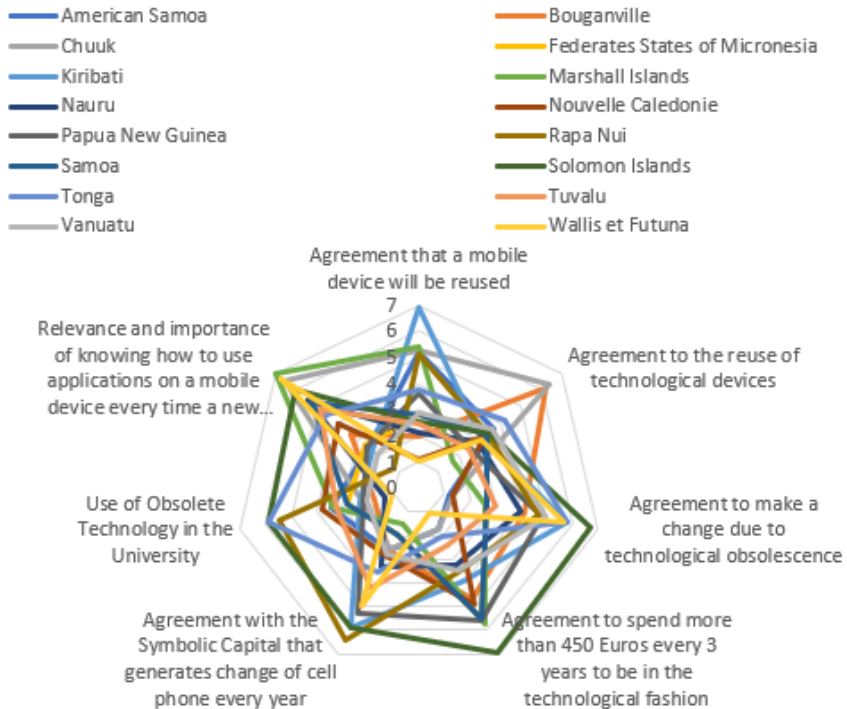 American Samoa
Bouganville
Chuuk
Federates States of Micronesia
Kiribati
Marshall Islands
Nauru
Nouvelle Caledonie
Papua New Guinea
Rapa Nui
Samoa
Solomon Islands
Tonga
Tuvalu
Vanuatu
Wallis et Futuna
Agreement that a mobile
device will be reused
7
6
5
4
3
2
1
0
Relevance and importance
of knowing how to use
applications on a mobile
device every time a new...
Agreement to the reuse of
technological devices
Use of Obsolete
Technology in the
University
Agreement to make a
change due to
technological obsolescence
Agreement with the
Symbolic Capital that
generates change of cell
phone every year
Agreement to spend more
than 450 Euros every 3
years to be in the
technological fashion